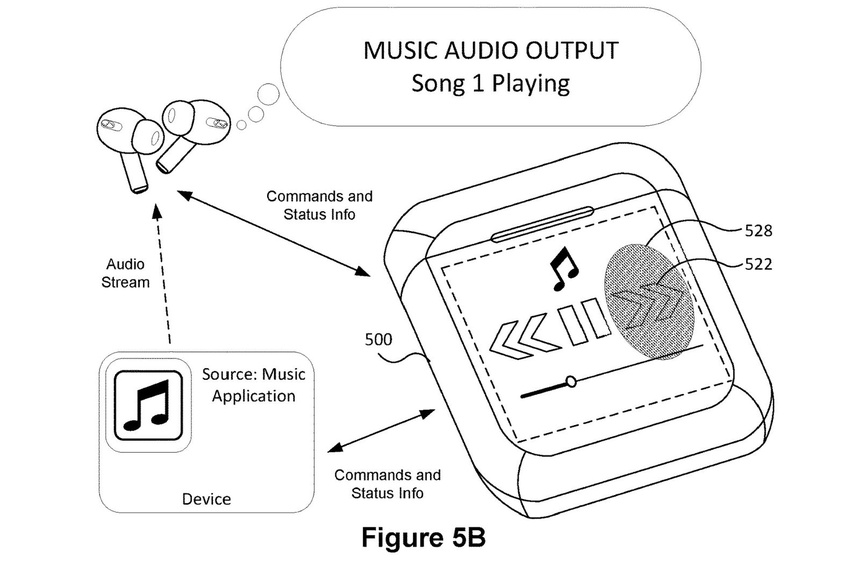 MUSIC AUDIO OUTPUT
Song 1 Playing
Commands and
Status Info
528
522
Audio
Stream
500
Source: Music
Application
Commands and
Status Info
Device
Figure 5B